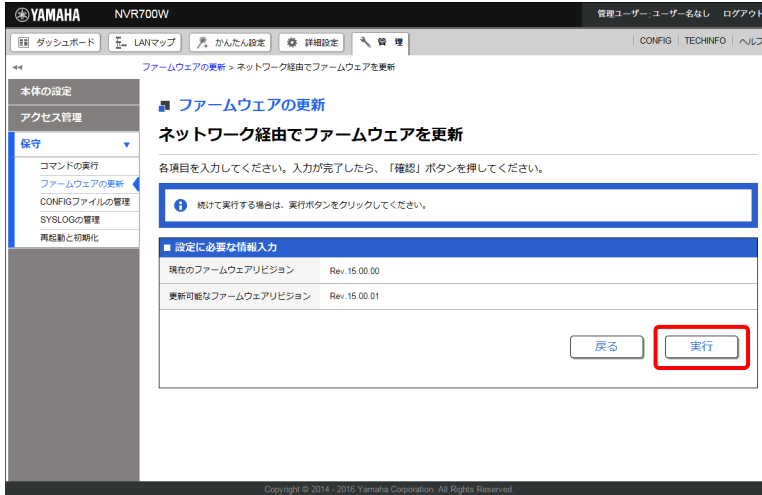 YAMAHA NVR700W 管理ユーザー:ユーザー名なし ログアウト
ダッシュボード LANマップ かんたん設定 詳細設定 管 理 CONFIG TECHINFO ヘルプ
ファームウェアの更新 > ネットワーク経由でファームウェアを更新
本体の設定
アクセス管理
保守
コマンドの実行
ファームウェアの更新
CONFIGファイルの管理
SYSLOGの管理
再起動と初期化
ファームウェアの更新
ネットワーク経由でファームウェアを更新
各項目を入力してください。入力が完了したら、「確認」ボタンを押してください。
続けて実行する場合は、実行ボタンをクリックしてください。
設定に必要な情報入力
現在のファームウェアリビジョン Rev.15.00.00
更新可能なファームウェアリビジョン Rev.15.00.01
戻る 実行
Copyright © 2014 - 2016 Yamaha Corporation. All Rights Reserved.